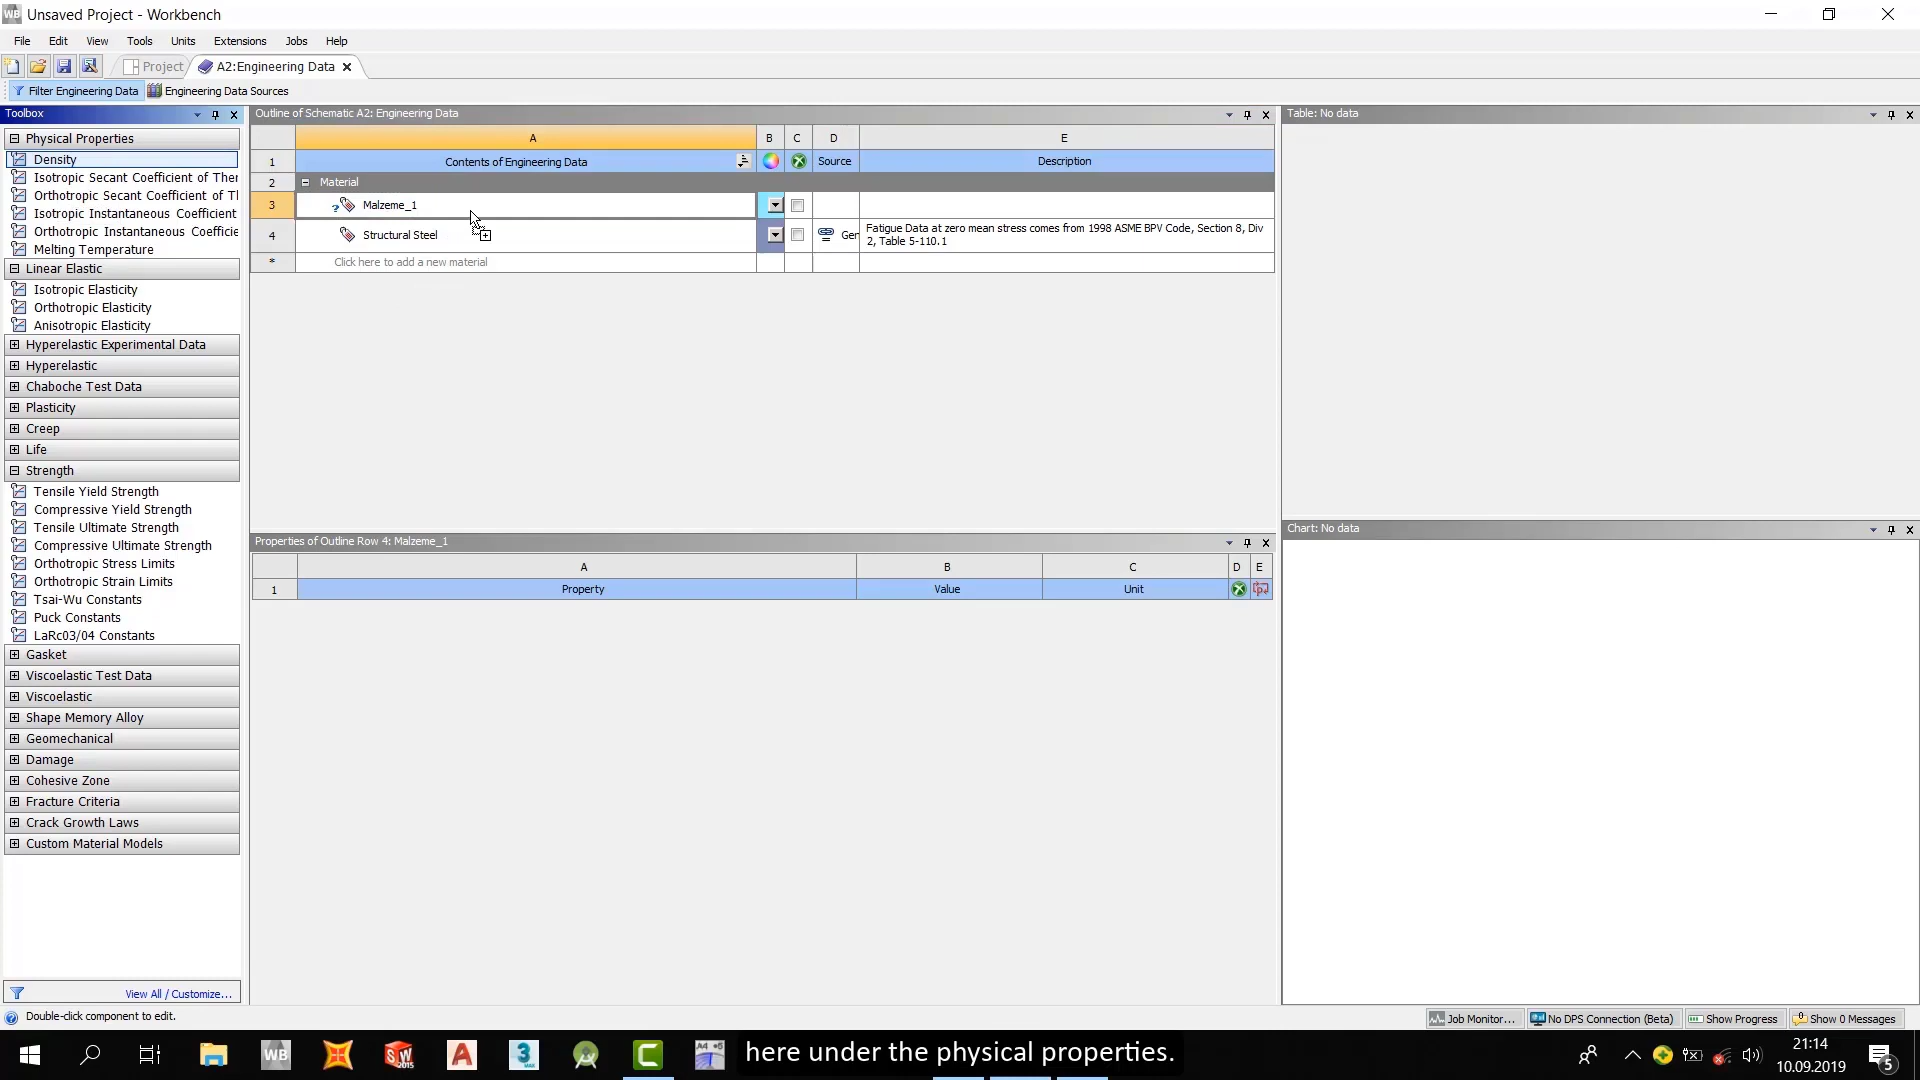 Unsaved Project - Workbench
File Edit View Tools Units Extensions Jobs Help
Project A2:Engineering Data
Filter Engineering Data Engineering Data Sources
Toolbox
Physical Properties
Density
Isotropic Secant Coefficient of Ther
Orthotropic Secant Coefficient of Tl
Isotropic Instantaneous Coefficient
Orthotropic Instantaneous Coefficie
Melting Temperature
Linear Elastic
Isotropic Elasticity
Orthotropic Elasticity
Anisotropic Elasticity
Hyperelastic Experimental Data
Hyperelastic
Chaboche Test Data
Plasticity
Creep
Life
Strength
Tensile Yield Strength
Compressive Yield Strength
Tensile Ultimate Strength
Compressive Ultimate Strength
Orthotropic Stress Limits
Orthotropic Strain Limits
Tsai-Wu Constants
Puck Constants
LaRc03/04 Constants
Gasket
Viscoelastic Test Data
Viscoelastic
Shape Memory Alloy
Geomechanical
Damage
Cohesive Zone
Fracture Criteria
Crack Growth Laws
Custom Material Models
View All / Customize...
Outline of Schematic A2: Engineering Data
A B C D E
1 Contents of Engineering Data Source Description
2 Material
3 Malzeme_1
4 Structural Steel Ger Fatigue Data at zero mean stress comes from 1998 ASME BPV Code, Section 8, Div
2, Table 5-110.1
* Click here to add a new material
Properties of Outline Row 4: Malzeme_1
A B C D E
1 Property Value Unit
Table: No data
Chart: No data
Double-click component to edit.
Job Monitor... No DPS Connection (Beta) Show Progress Show 0 Messages
here under the physical properties.
21:14
10.09.2019
5